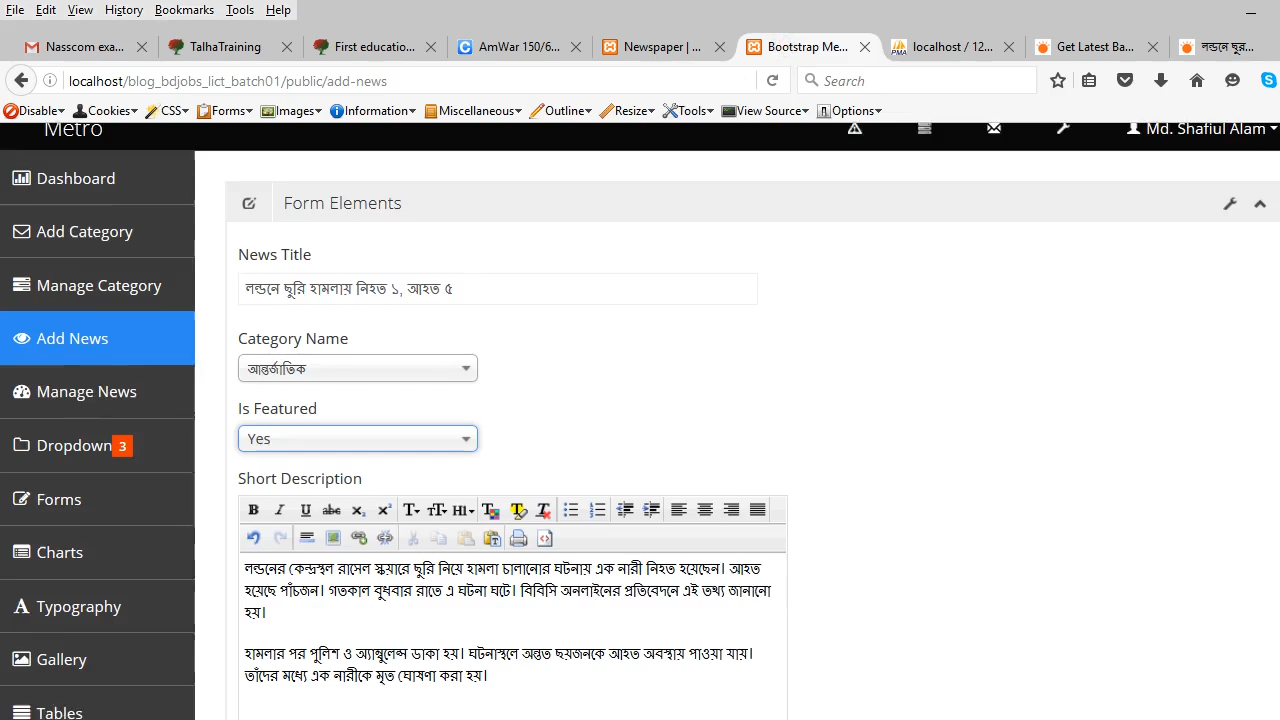 File Edit View History Bookmarks Tools Help
Nasscom exa... TalhaTraining First educatio... AmWar 150/6... Newspaper | ... Bootstrap Me... localhost / 12... Get Latest Ba... লন্ডনে ছুর...
localhost/blog_bdjobs_lict_batch01/public/add-news Search
Disable Cookies CSS Forms Images Information Miscellaneous Outline Resize Tools View Source Options
Metro Md. Shafiul Alam
Dashboard
Add Category
Manage Category
Add News
Manage News
Dropdown 3
Forms
Charts
Typography
Gallery
Tables
Form Elements
News Title
লন্ডনে ছুরি হামলায় নিহত ১, আহত ৫
Category Name
আন্তর্জাতিক
Is Featured
Yes
Short Description
লন্ডনের কেন্দ্রস্থল রাসেল স্কয়ারে ছুরি নিয়ে হামলা চালানোর ঘটনায় এক নারী নিহত হয়েছেন। আহত
হয়েছে পাঁচজন। গতকাল বুধবার রাতে এ ঘটনা ঘটে। বিবিসি অনলাইনের প্রতিবেদনে এই তথ্য জানানো
হয়।
হামলার পর পুলিশ ও অ্যাম্বুলেন্স ডাকা হয়। ঘটনাস্থলে অন্তত ছয়জনকে আহত অবস্থায় পাওয়া যায়।
তাঁদের মধ্যে এক নারীকে মৃত ঘোষণা করা হয়।